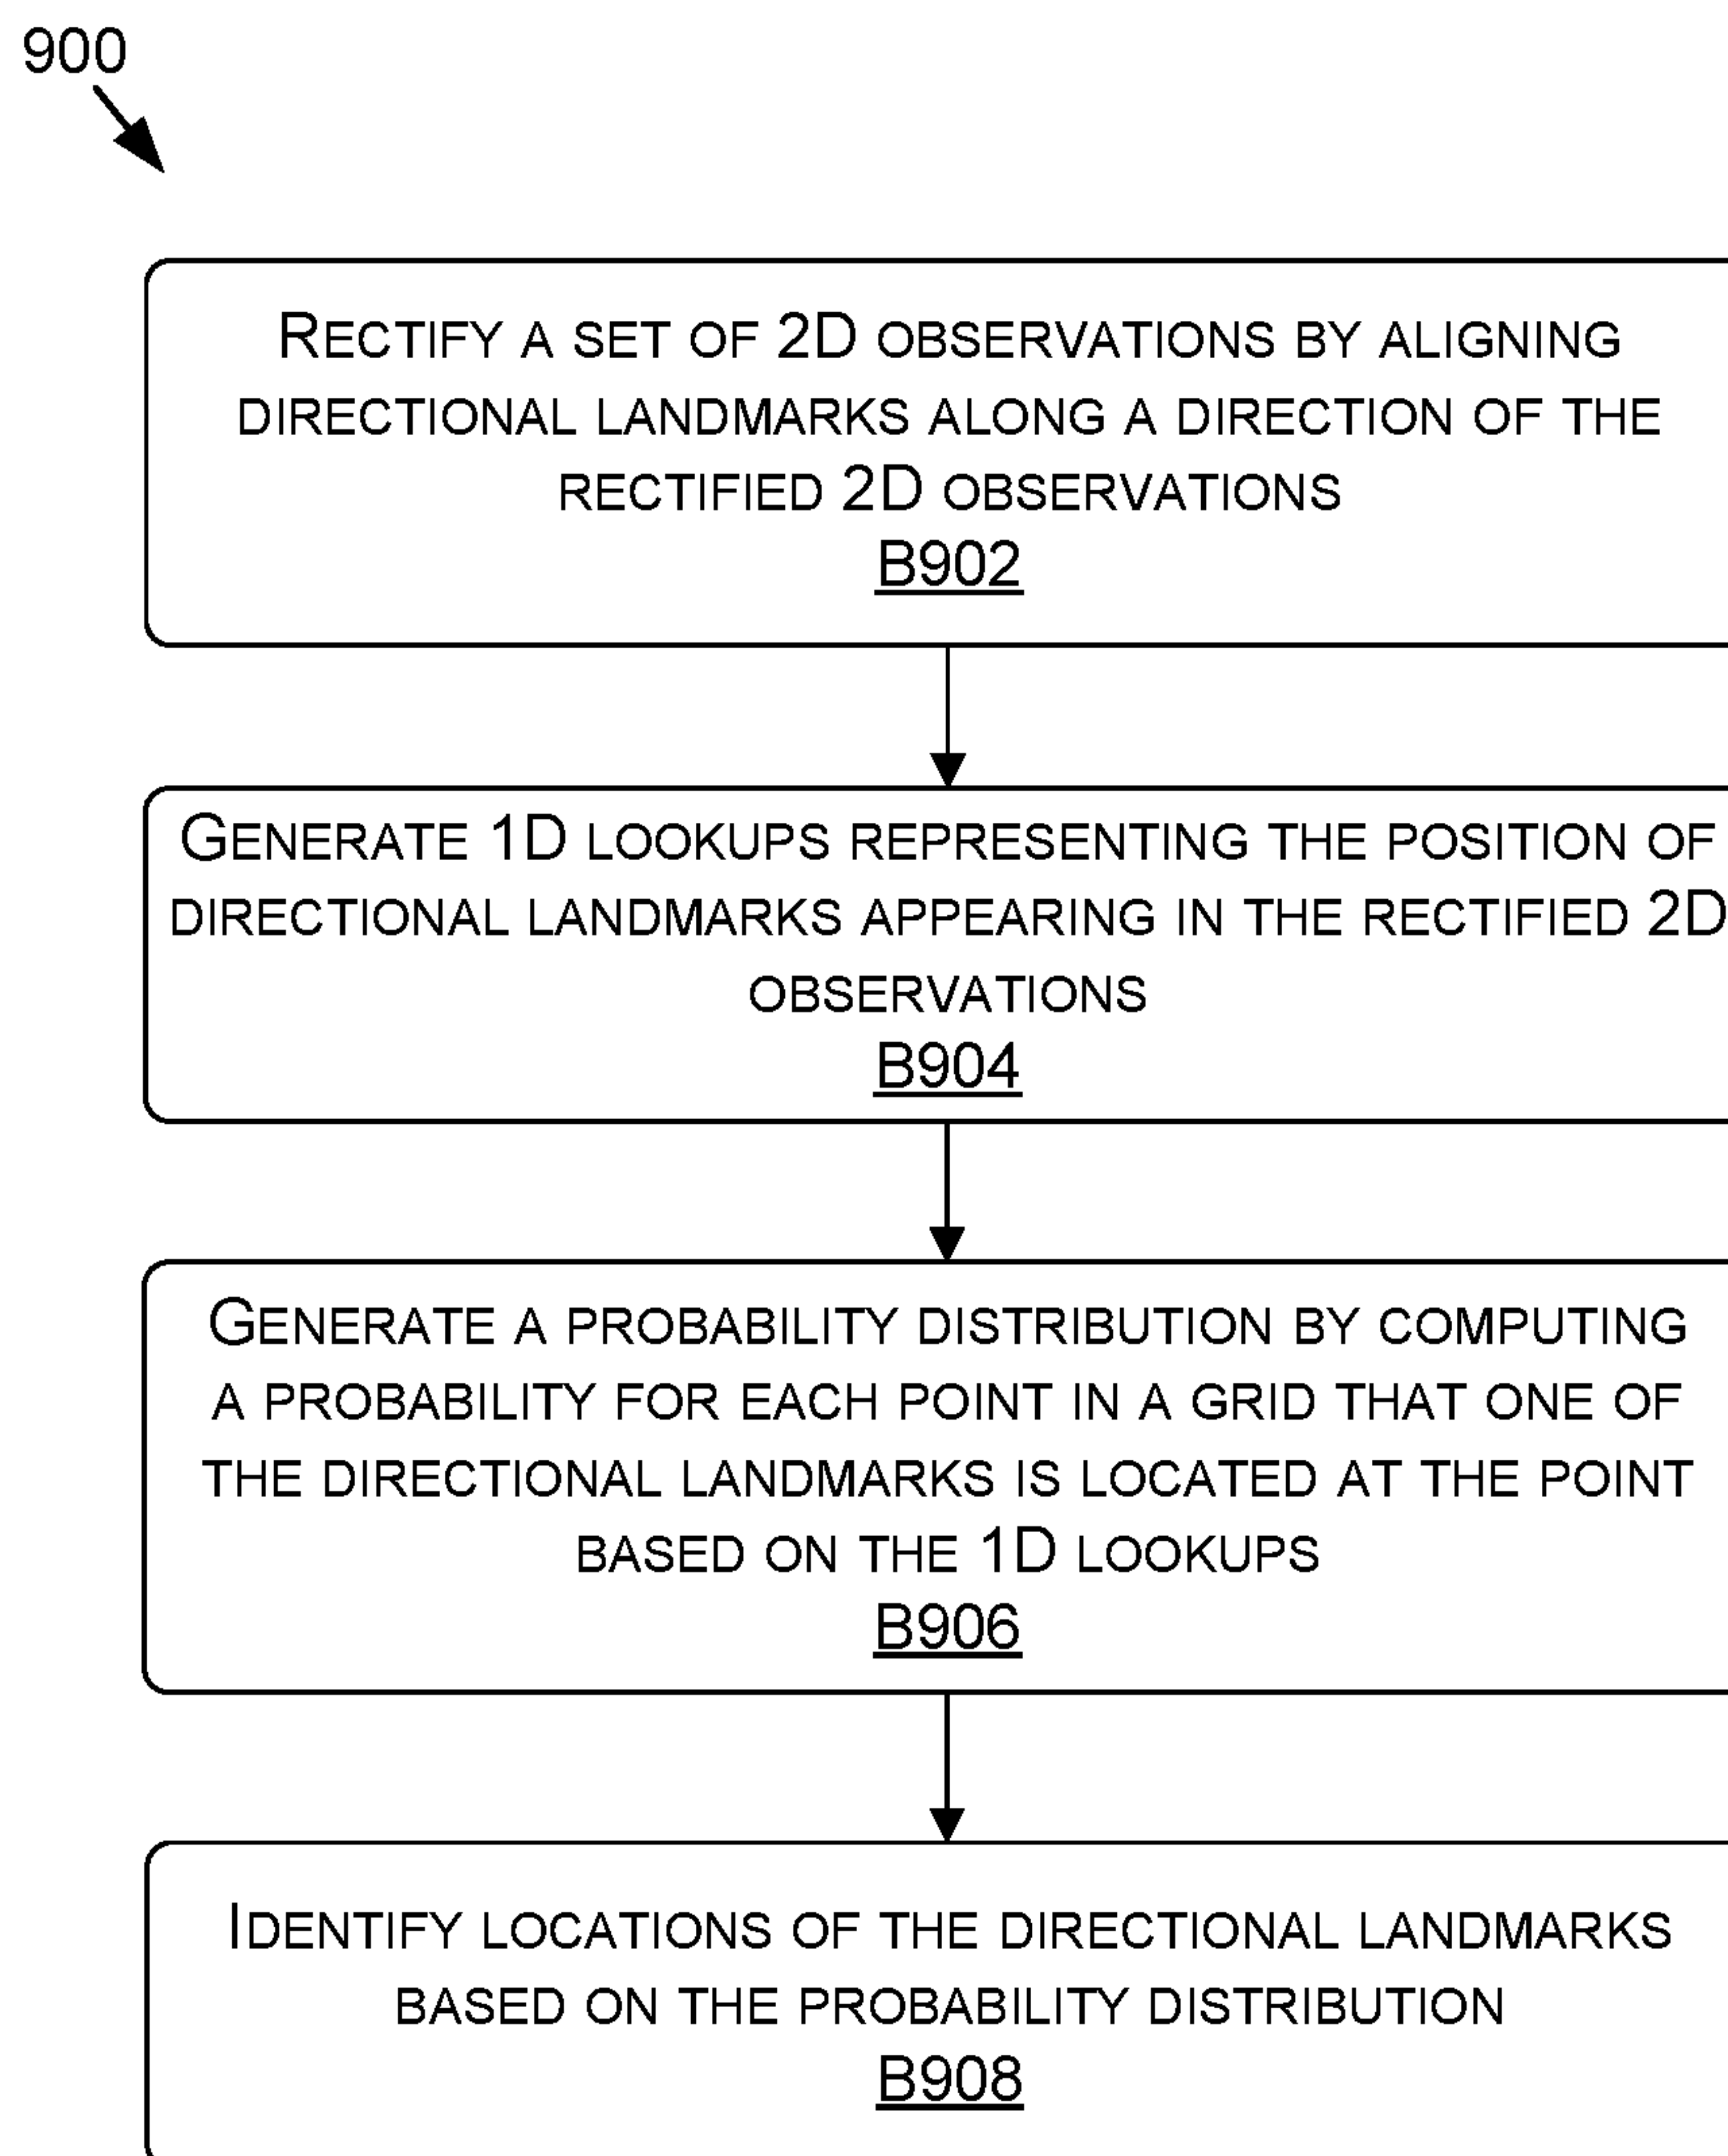 900
RECTIFY A SET OF 2D OBSERVATIONS BY ALIGNING
DIRECTIONAL LANDMARKS ALONG A DIRECTION OF THE
RECTIFIED 2D OBSERVATIONS
B902
GENERATE 1D LOOKUPS REPRESENTING THE POSITION OF
DIRECTIONAL LANDMARKS APPEARING IN THE RECTIFIED 2D
OBSERVATIONS
B904
GENERATE A PROBABILITY DISTRIBUTION BY COMPUTING
A PROBABILITY FOR EACH POINT IN A GRID THAT ONE OF
THE DIRECTIONAL LANDMARKS IS LOCATED AT THE POINT
BASED ON THE 1D LOOKUPS
B906
IDENTIFY LOCATIONS OF THE DIRECTIONAL LANDMARKS
BASED ON THE PROBABILITY DISTRIBUTION
B908